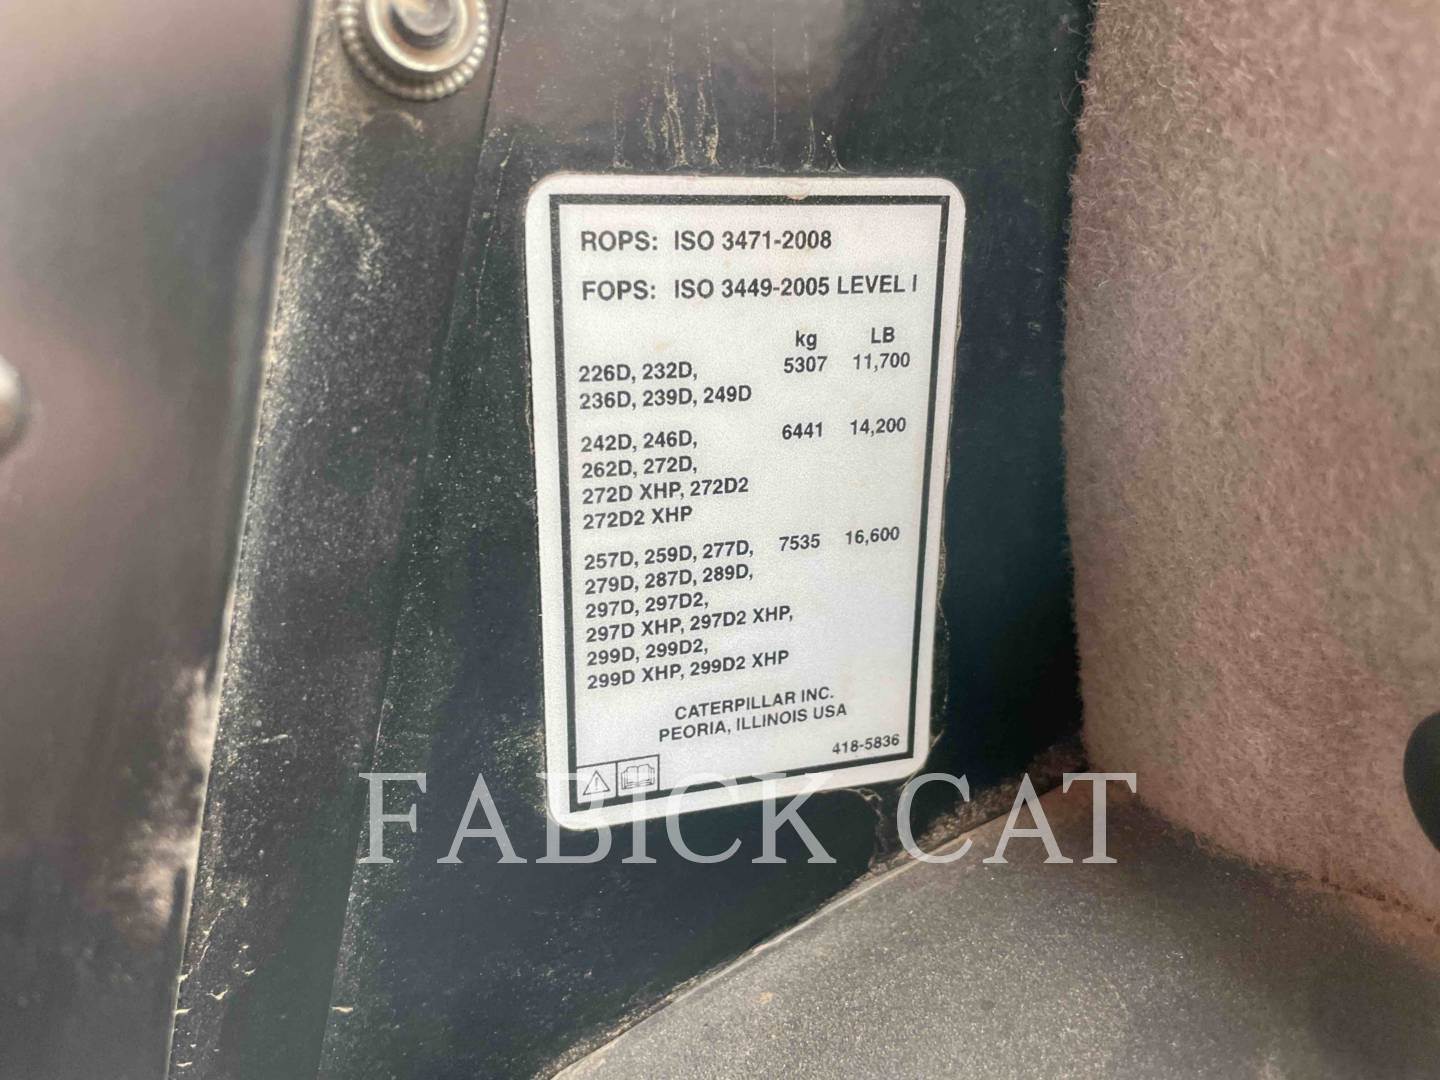 ROPS: ISO 3471-2008
FOPS: ISO 3449-2005 LEVEL I
kg LB
226D, 232D, 5307 11,700
236D, 239D, 249D
242D, 246D, 6441 14,200
262D, 272D,
272D XHP, 272D2
272D2 XHP
257D, 259D, 277D, 7535 16,600
279D, 287D, 289D,
297D, 297D2,
297D XHP, 297D2 XHP,
299D, 299D2,
299D XHP, 299D2 XHP
CATERPILLAR INC.
PEORIA, ILLINOIS USA
418-5836
FABICK CAT